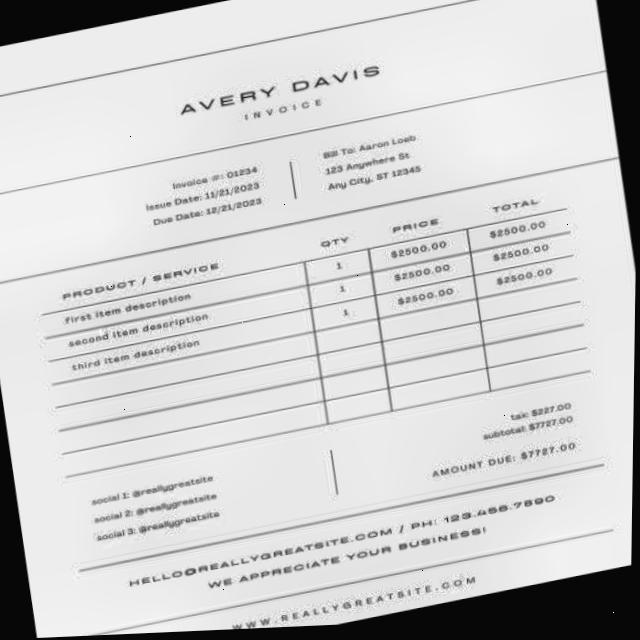 AVERY DAVIS
INVOICE
Invoice #: 01234
Issue Date: 11/21/2023
Due Date: 12/21/2023
Bill To: Aaron Loeb
123 Anywhere St
Any City, ST 12345
PRODUCT / SERVICE QTY PRICE TOTAL
first item description 1 $2500.00 $2500.00
second item description 1 $2500.00 $2500.00
third item description 1 $2500.00 $2500.00
tax: $227.00
subtotal: $7727.00
AMOUNT DUE: $7727.00
social 1: @reallygreatsite
social 2: @reallygreatsite
social 3: @reallygreatsite
HELLO@REALLYGREATSITE.COM / PH: 123.456.7890
WE APPRECIATE YOUR BUSINESS!
WWW.REALLYGREATSITE.COM